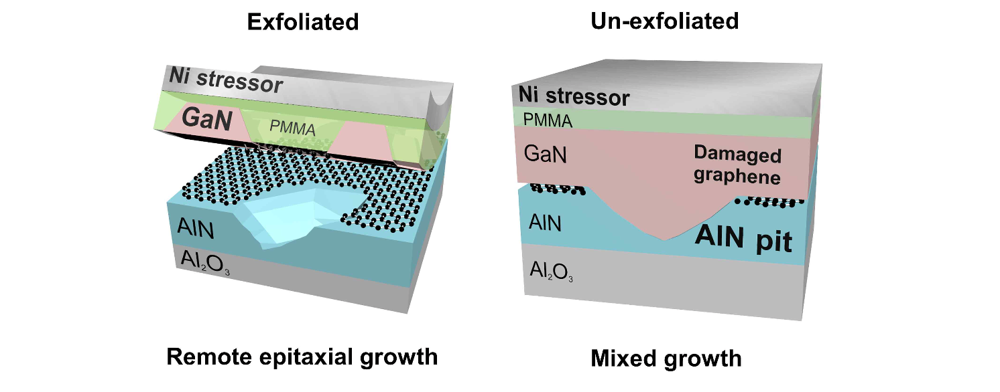 Exfoliated
Ni stressor
GaN
PMMA
AlN
Al₂O₃
Remote epitaxial growth
Un-exfoliated
Ni stressor
PMMA
GaN
Damaged
graphene
AlN
AlN pit
Al₂O₃
Mixed growth